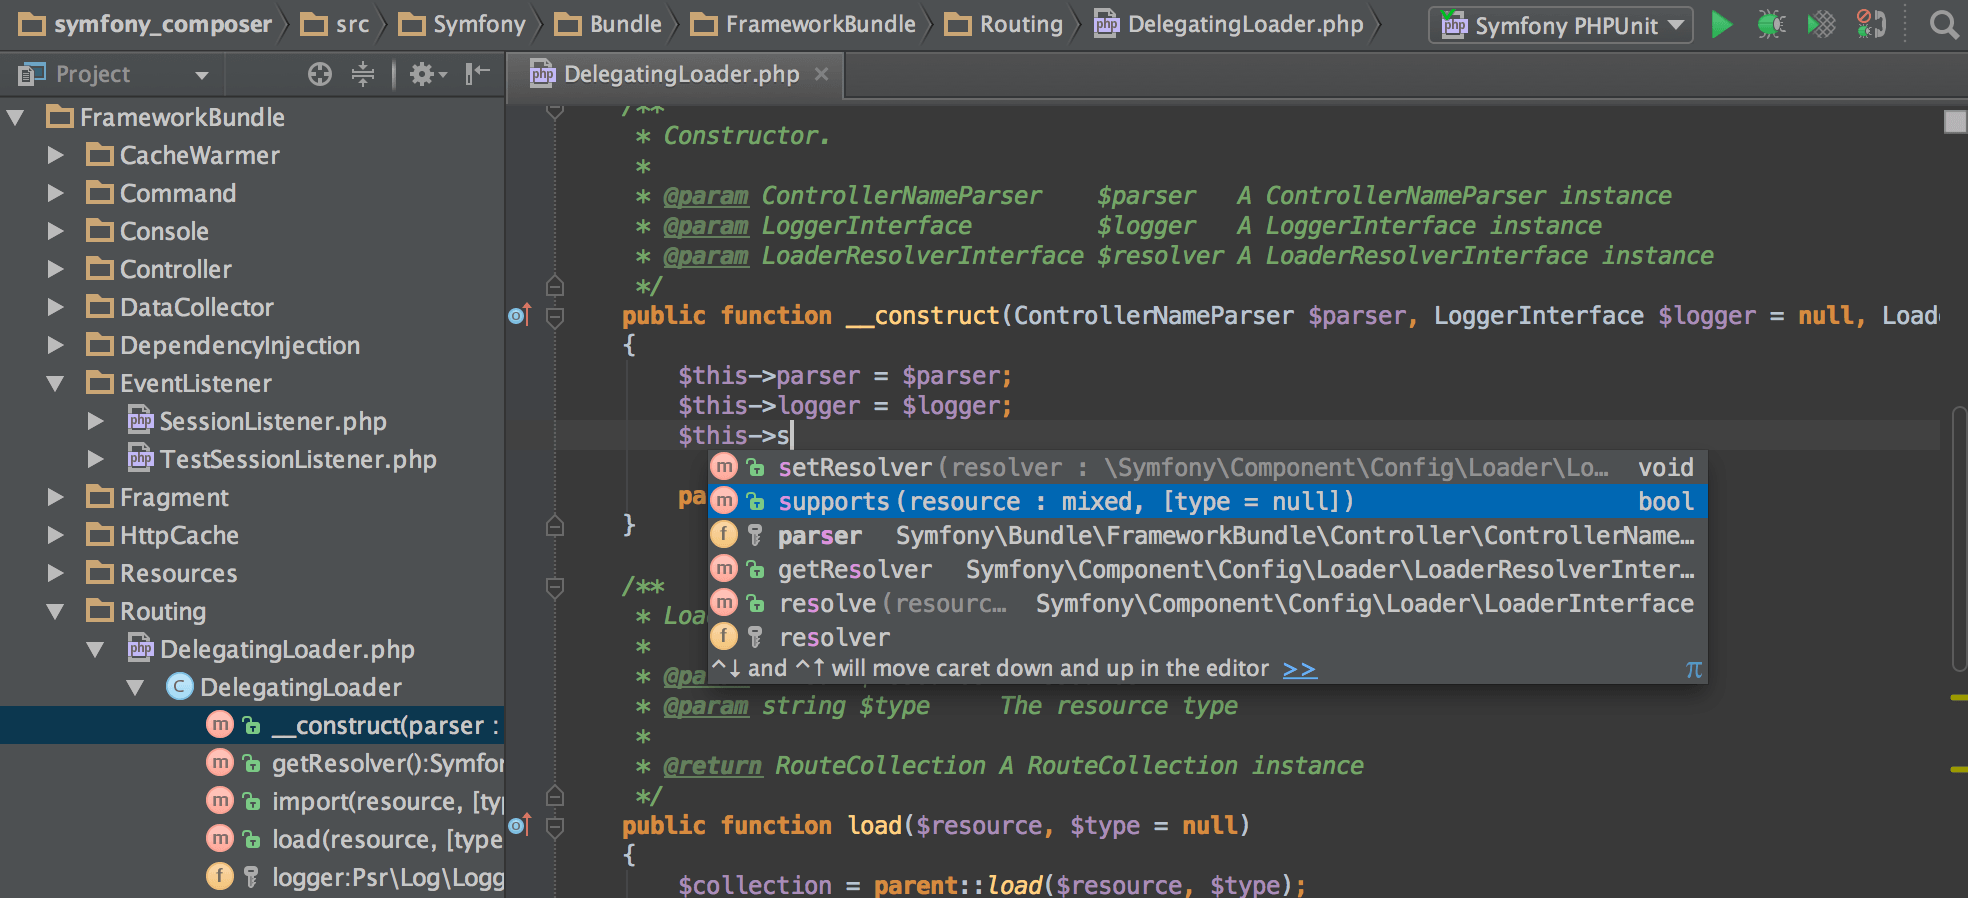 symfony_composer src Symfony Bundle FrameworkBundle Routing DelegatingLoader.php Symfony PHPUnit
Project
DelegatingLoader.php
FrameworkBundle
CacheWarmer
Command
Console
Controller
DataCollector
DependencyInjection
EventListener
SessionListener.php
TestSessionListener.php
Fragment
HttpCache
Resources
Routing
DelegatingLoader.php
DelegatingLoader
__construct(parser :
getResolver():Symfon
import(resource, [typ
load(resource, [type
logger:Psr\Log\Logg
/**
* Constructor.
*
* @param ControllerNameParser $parser A ControllerNameParser instance
* @param LoggerInterface $logger A LoggerInterface instance
* @param LoaderResolverInterface $resolver A LoaderResolverInterface instance
*/
public function __construct(ControllerNameParser $parser, LoggerInterface $logger = null, Load
{
$this->parser = $parser;
$this->logger = $logger;
$this->s
setResolver(resolver : \Symfony\Component\Config\Loader\Lo… void
supports(resource : mixed, [type = null]) bool
parser Symfony\Bundle\FrameworkBundle\Controller\ControllerName…
getResolver Symfony\Component\Config\Loader\LoaderResolverInter…
resolve(resourc… Symfony\Component\Config\Loader\LoaderInterface
resolver
^↓ and ^↑ will move caret down and up in the editor >> π
pa
}
/**
* Loa
*
* @pa
* @param string $type The resource type
*
* @return RouteCollection A RouteCollection instance
*/
public function load($resource, $type = null)
{
$collection = parent::load($resource, $type);